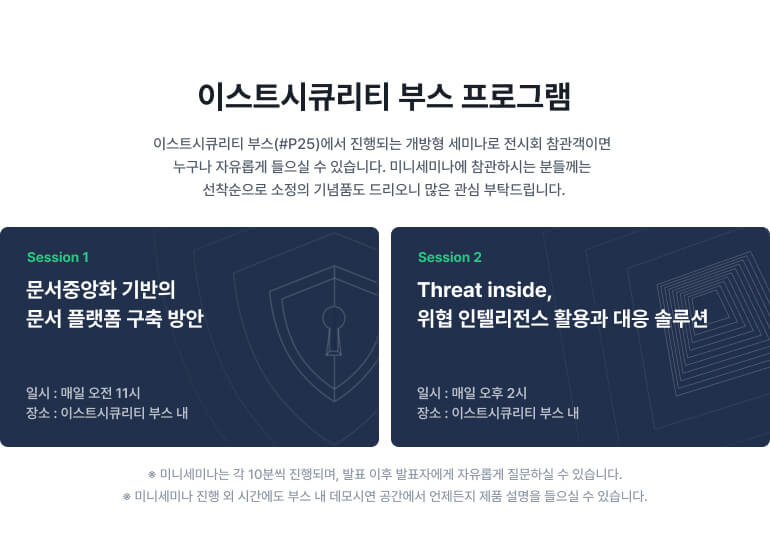 이스트시큐리티 부스 프로그램
이스트시큐리티 부스(#P25)에서 진행되는 개방형 세미나로 전시회 참관객이면
누구나 자유롭게 들으실 수 있습니다. 미니세미나에 참관하시는 분들께는
선착순으로 소정의 기념품도 드리오니 많은 관심 부탁드립니다.
Session 1
문서중앙화 기반의
문서 플랫폼 구축 방안
일시 : 매일 오전 11시
장소 : 이스트시큐리티 부스 내
Session 2
Threat inside,
위협 인텔리전스 활용과 대응 솔루션
일시 : 매일 오후 2시
장소 : 이스트시큐리티 부스 내
※ 미니세미나는 각 10분씩 진행되며, 발표 이후 발표자에게 자유롭게 질문하실 수 있습니다.
※ 미니세미나 진행 외 시간에도 부스 내 데모시연 공간에서 언제든지 제품 설명을 들으실 수 있습니다.